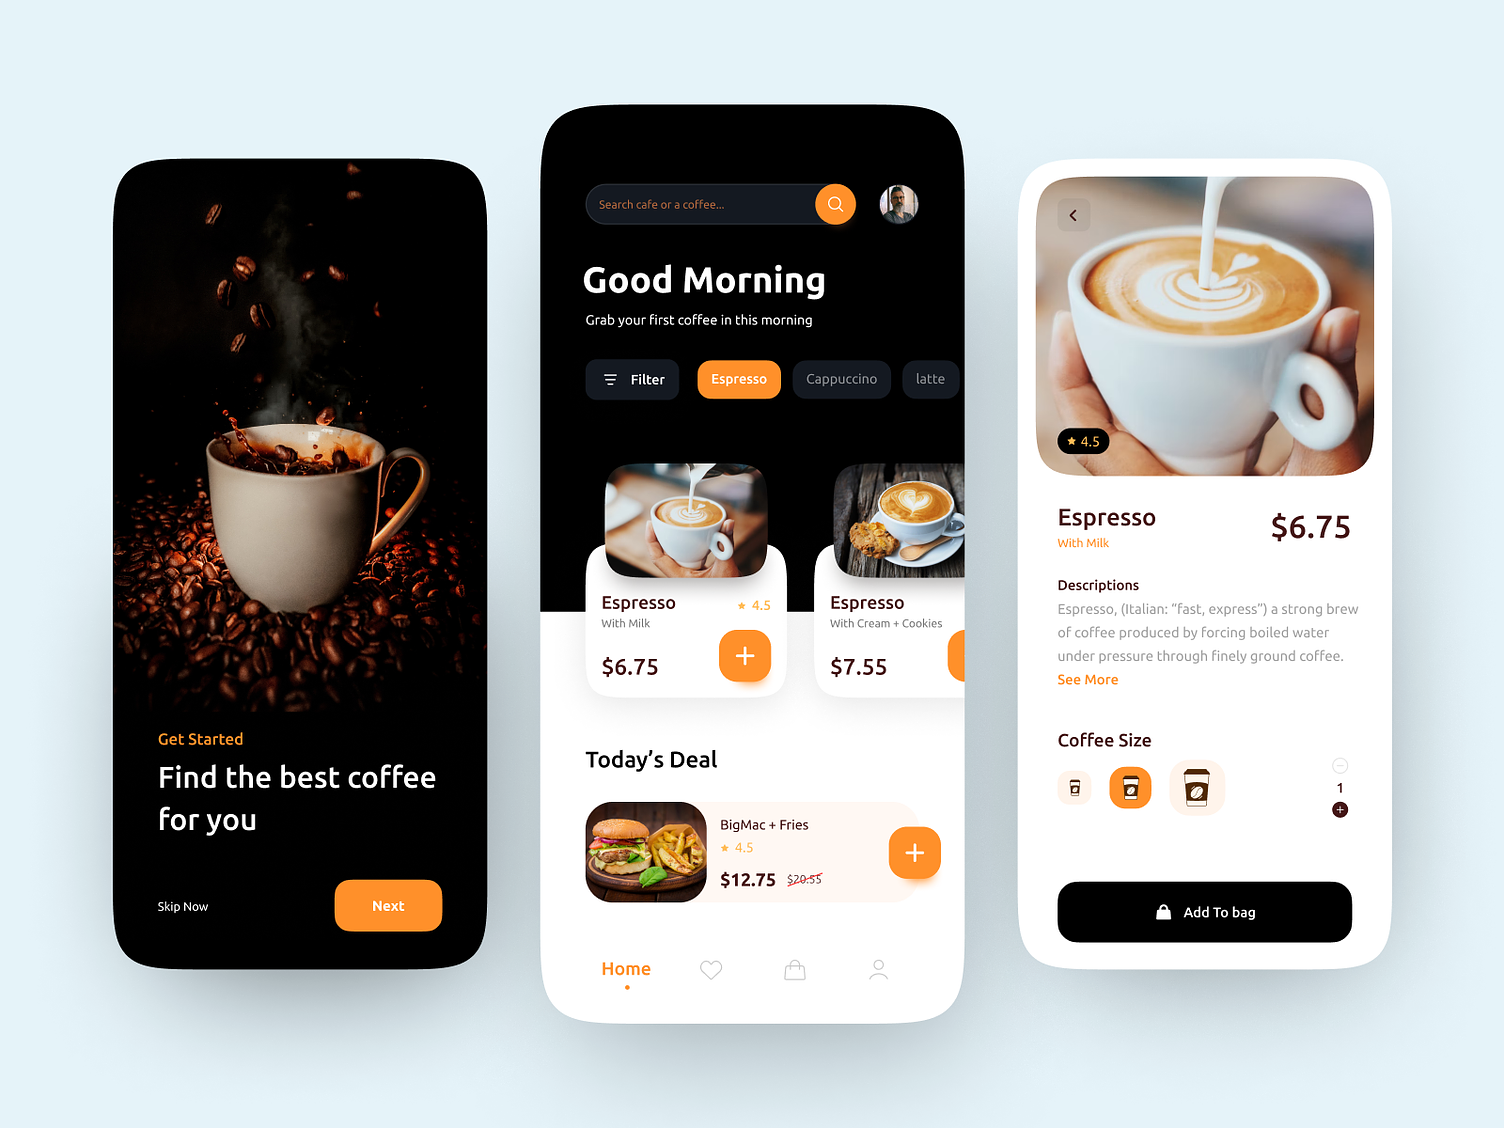 Get Started
Find the best coffee
for you
Skip Now
Next
Search cafe or a coffee...
Good Morning
Grab your first coffee in this morning
Filter
Espresso
Cappuccino
latte
Espresso
4.5
With Milk
$6.75
Espresso
With Cream + Cookies
$7.55
Today’s Deal
BigMac + Fries
4.5
$12.75 $20.55
Home
4.5
Espresso
With Milk
$6.75
Descriptions
Espresso, (Italian: “fast, express”) a strong brew
of coffee produced by forcing boiled water
under pressure through finely ground coffee.
See More
Coffee Size
1
Add To bag